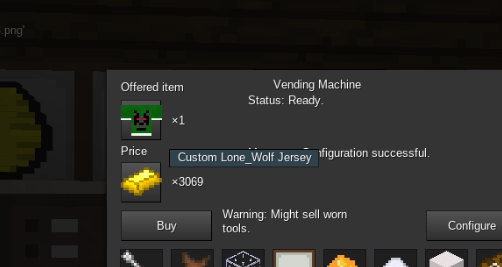 .png'
Offered item
Vending Machine
Status: Ready.
×1
Price
Configuration successful.
Custom Lone_Wolf Jersey
×3069
Buy
Warning: Might sell worn
tools.
Configure